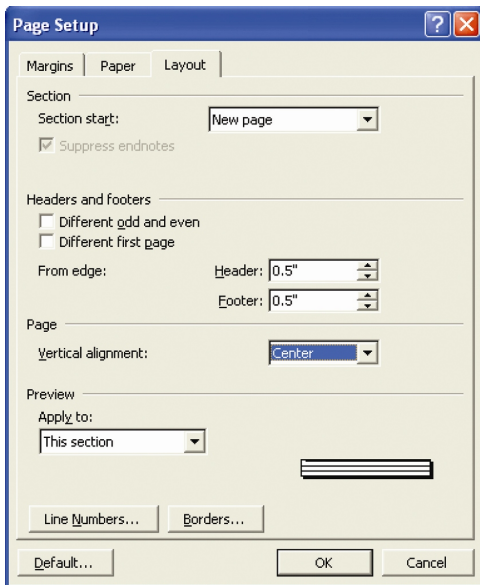 Page Setup
Margins Paper Layout
Section
Section start: New page
Suppress endnotes
Headers and footers
Different odd and even
Different first page
From edge: Header: 0.5"
Footer: 0.5"
Page
Vertical alignment: Center
Preview
Apply to:
This section
Line Numbers... Borders...
Default... OK Cancel